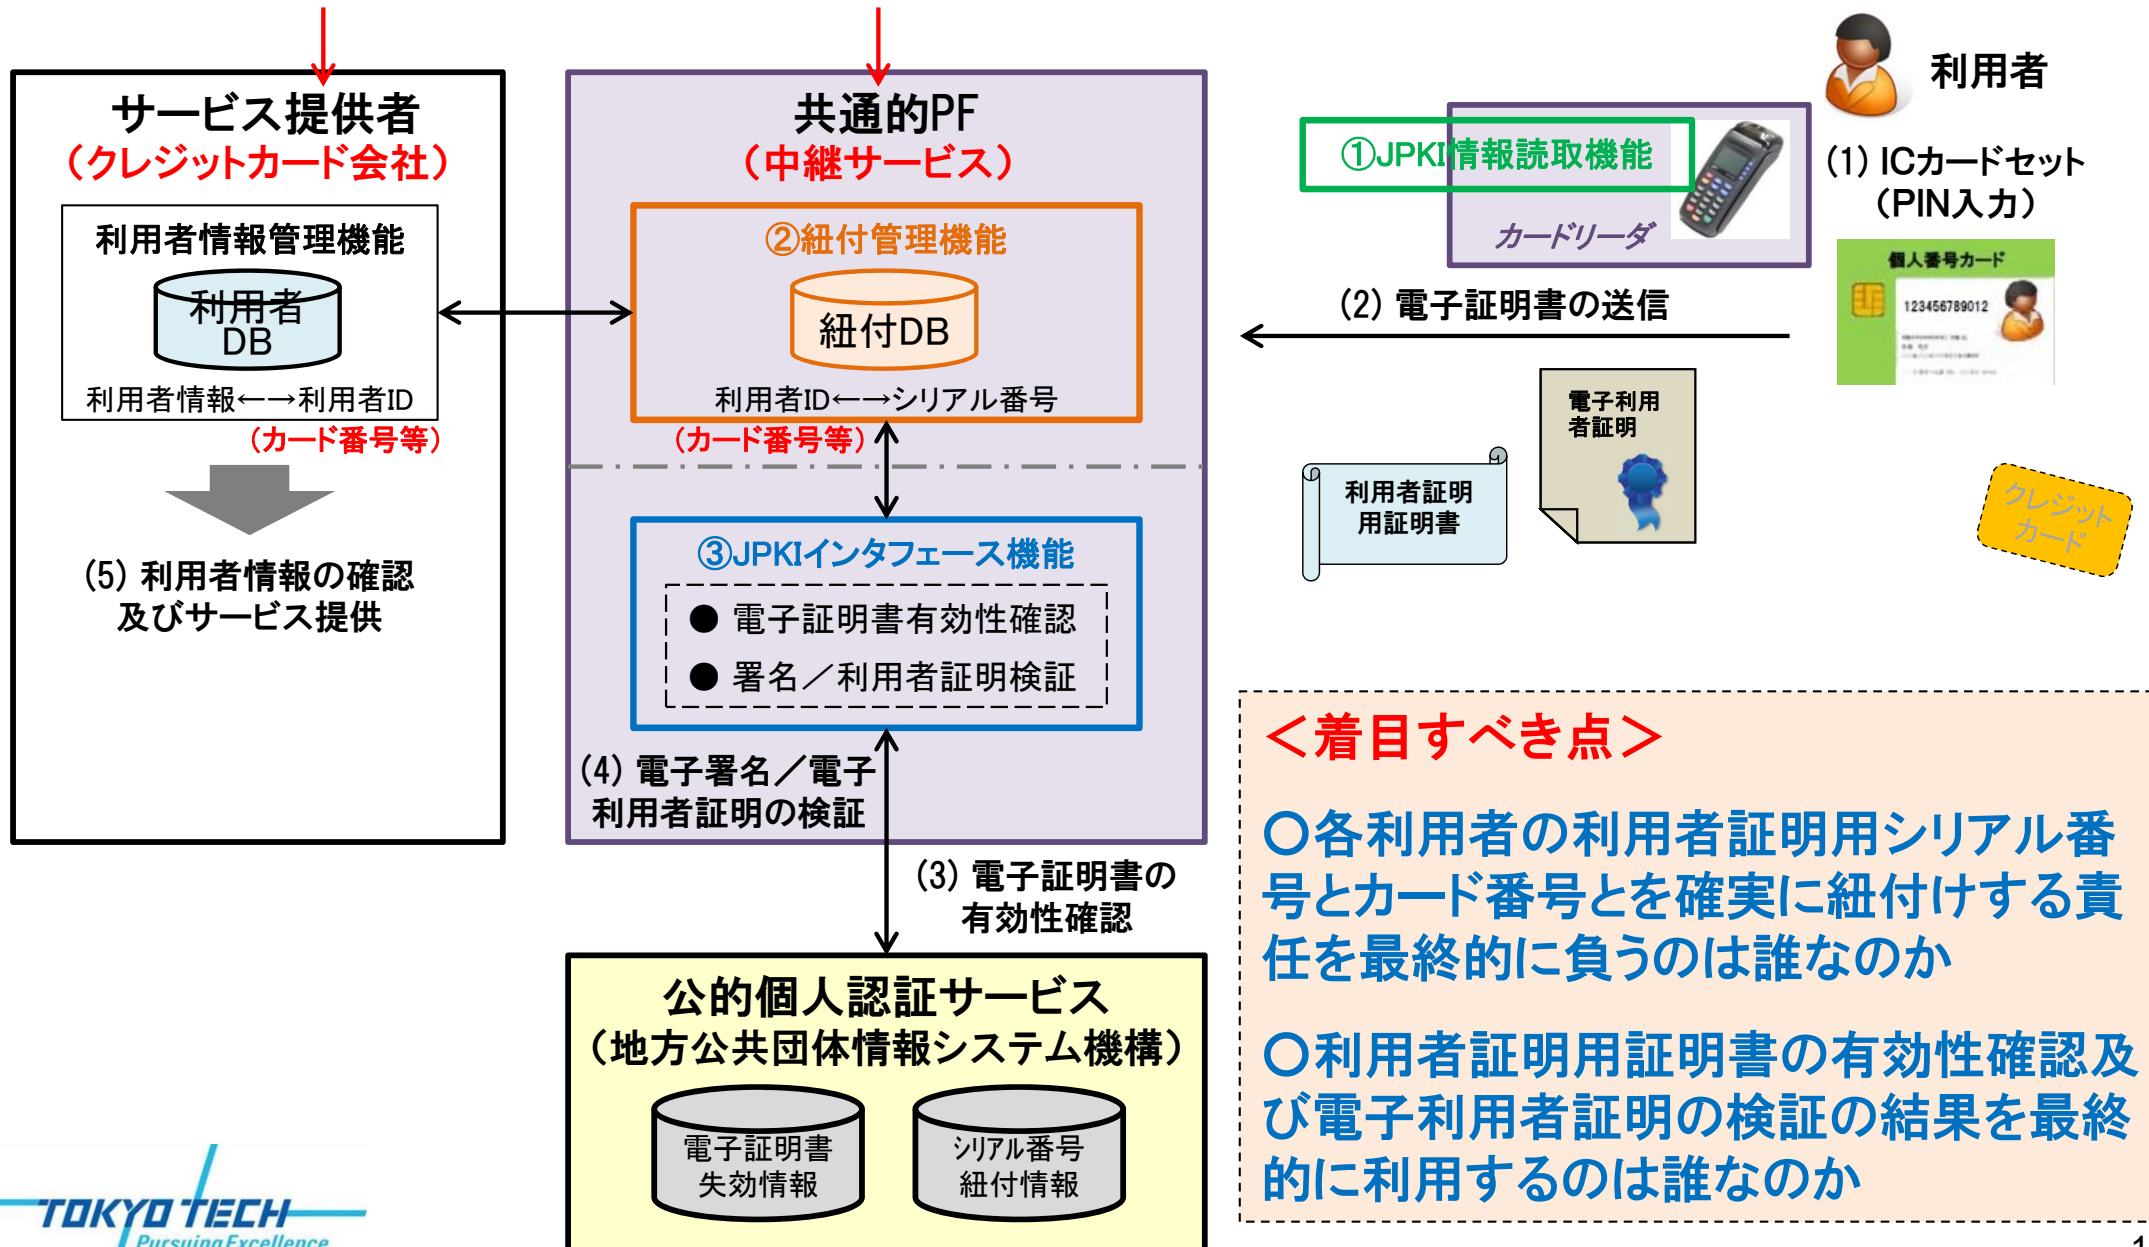 サービス提供者
（クレジットカード会社）
利用者情報管理機能
利用者
DB
利用者情報←→利用者ID
（カード番号等）
(5) 利用者情報の確認
及びサービス提供
共通的PF
（中継サービス）
②紐付管理機能
紐付DB
利用者ID←→シリアル番号
（カード番号等）
③JPKIインタフェース機能
● 電子証明書有効性確認
● 署名／利用者証明検証
(4) 電子署名／電子
利用者証明の検証
(3) 電子証明書の
有効性確認
公的個人認証サービス
（地方公共団体情報システム機構）
電子証明書
失効情報
シリアル番号
紐付情報
①JPKI情報読取機能
カードリーダ
利用者
(1) ICカードセット
（PIN入力）
個人番号カード
123456789012
(2) 電子証明書の送信
電子利用
者証明
利用者証明
用証明書
クレジット
カード
＜着目すべき点＞
○各利用者の利用者証明用シリアル番
号とカード番号とを確実に紐付けする責
任を最終的に負うのは誰なのか
○利用者証明用証明書の有効性確認及
び電子利用者証明の検証の結果を最終
的に利用するのは誰なのか
TOKYO TECH
Pursuing Excellence